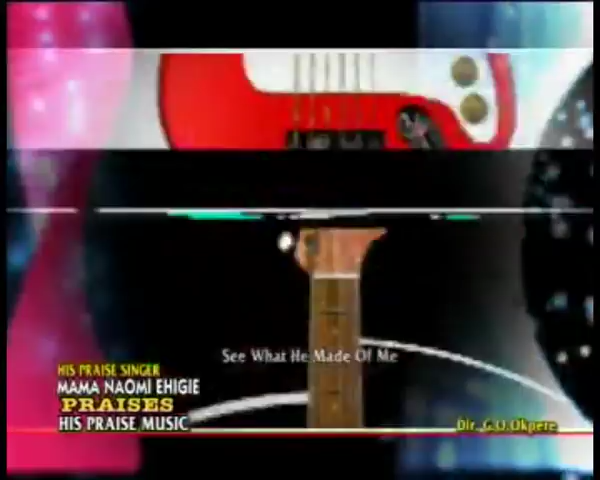 See What He Made Of Me
HIS PRAISE SINGER
MAMA NAOMI EHIGIE
PRAISES
HIS PRAISE MUSIC
Dir. G.O.Okpere